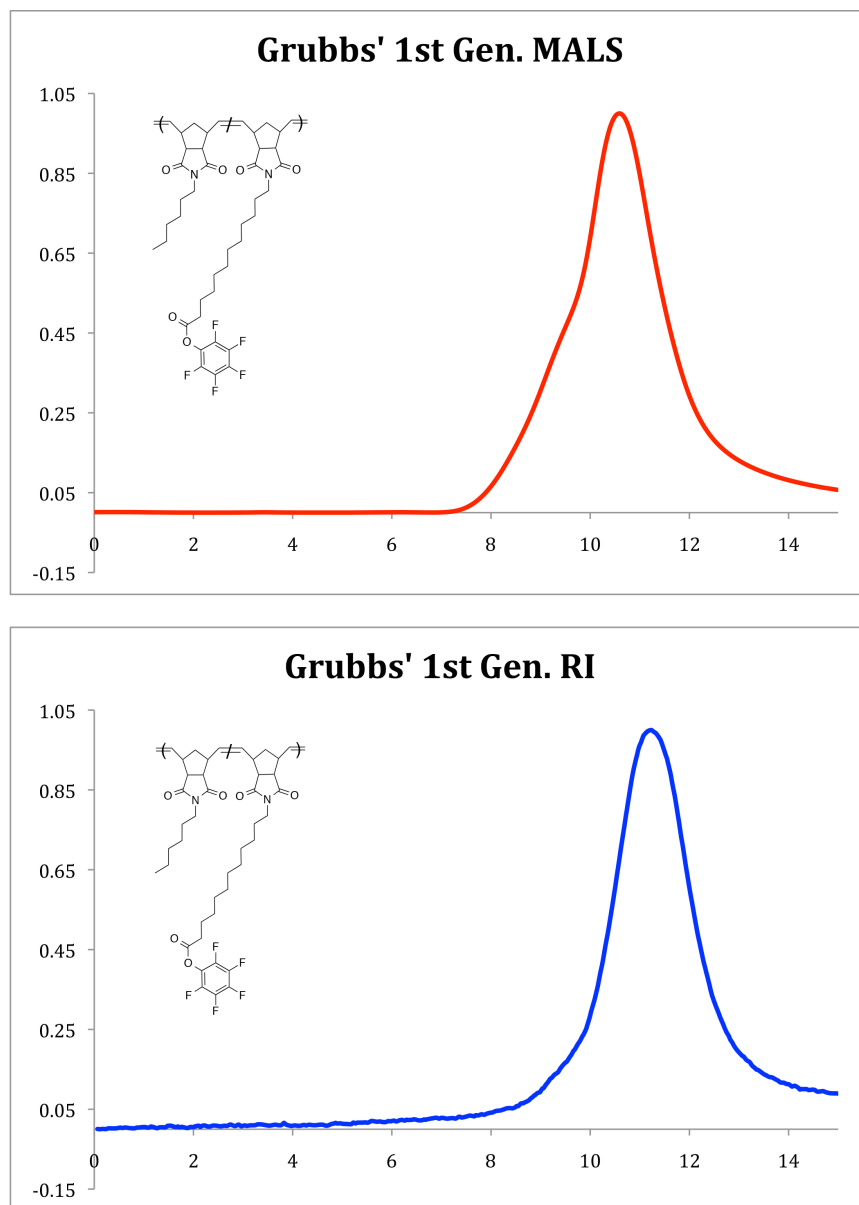 Grubbs' 1st Gen. MALS
1.05
0.85
0.65
0.45
0.25
0.05
-0.15
0 2 4 6 8 10 12 14
O N O O N O
O
O F F
F F
F
Grubbs' 1st Gen. RI
1.05
0.85
0.65
0.45
0.25
0.05
-0.15
0 2 4 6 8 10 12 14
O N O O N O
O
O F F
F F
F